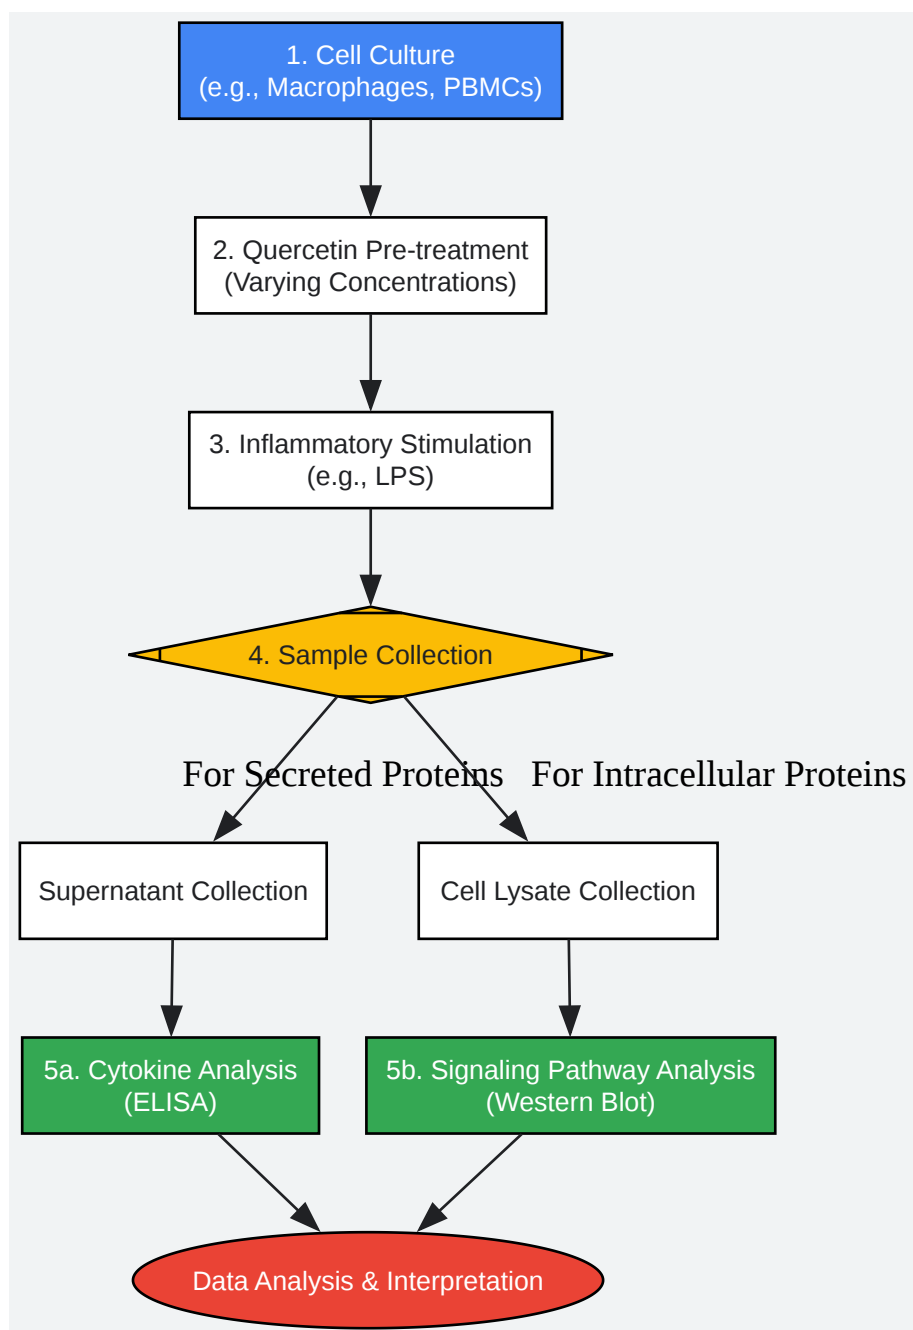 1. Cell Culture
(e.g., Macrophages, PBMCs)
2. Quercetin Pre-treatment
(Varying Concentrations)
3. Inflammatory Stimulation
(e.g., LPS)
4. Sample Collection
For Secreted Proteins
For Intracellular Proteins
Supernatant Collection
Cell Lysate Collection
5a. Cytokine Analysis
(ELISA)
5b. Signaling Pathway Analysis
(Western Blot)
Data Analysis & Interpretation